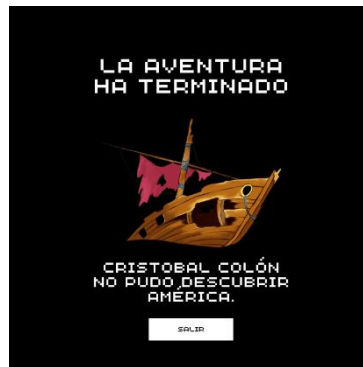 LA AVENTURA
HA TERMINADO
CRISTOBAL COLÓN
NO PUDO DESCUBRIR
AMÉRICA.
SALIR